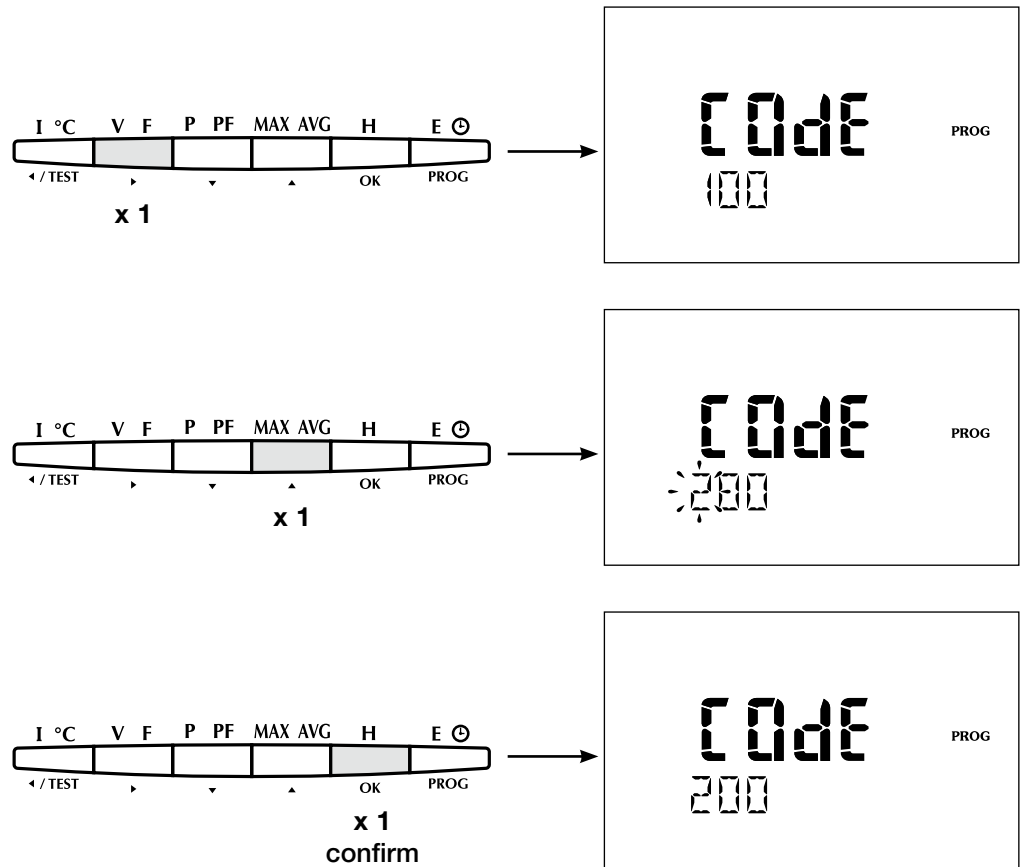 I °C V F P PF MAX AVG H E
CODE
PROG
/ TEST OK PROG
100
x 1
I °C V F P PF MAX AVG H E
CODE
PROG
/ TEST OK PROG
200
x 1
I °C V F P PF MAX AVG H E
CODE
PROG
/ TEST OK PROG
200
x 1
confirm